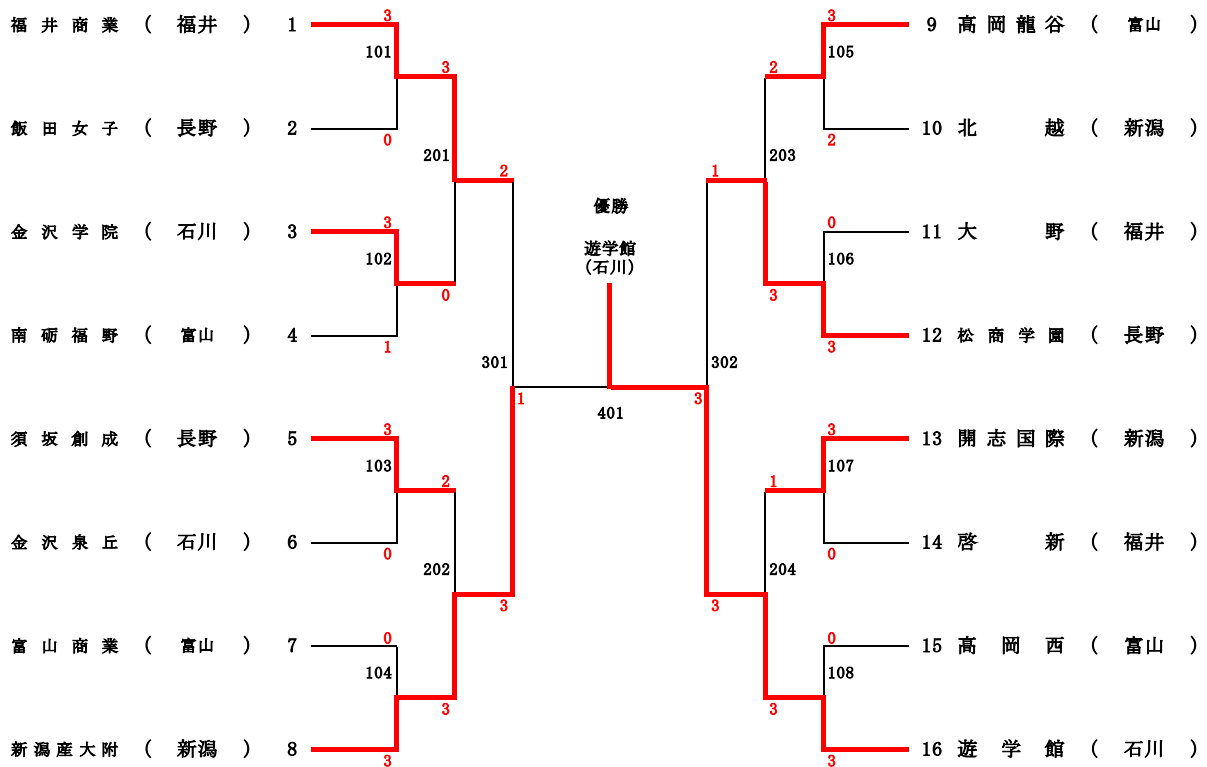 福井商業 ( 福井 ) 1
飯田女子 ( 長野 ) 2
金沢学院 ( 石川 ) 3
南砺福野 ( 富山 ) 4
須坂創成 ( 長野 ) 5
金沢泉丘 ( 石川 ) 6
富山商業 ( 富山 ) 7
新潟産大附 ( 新潟 ) 8
3
101
0
3
102
1
3
103
0
0
104
3
3
201
0
2
202
3
2
301
3
1
優勝
遊学館
(石川)
401
3
1
302
3
2
203
3
1
204
3
3
105
2
0
106
3
3
107
0
0
108
3
9 高岡龍谷 ( 富山 )
10 北越 ( 新潟 )
11 大野 ( 福井 )
12 松商学園 ( 長野 )
13 開志国際 ( 新潟 )
14 啓新 ( 福井 )
15 高岡西 ( 富山 )
16 遊学館 ( 石川 )